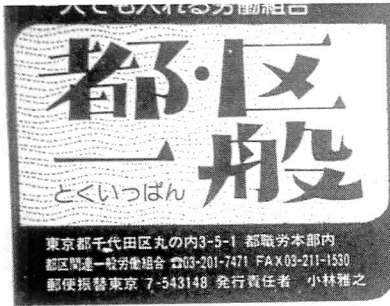 人でも入れる労働組合
都・区
一般
とくいっぱん
東京都千代田区丸の内3-5-1 都職労本部内
都区関連一般労働組合 ☎03-201-7471 FAX03-211-1530
郵便振替東京 7-543148 発行責任者 小林雅之